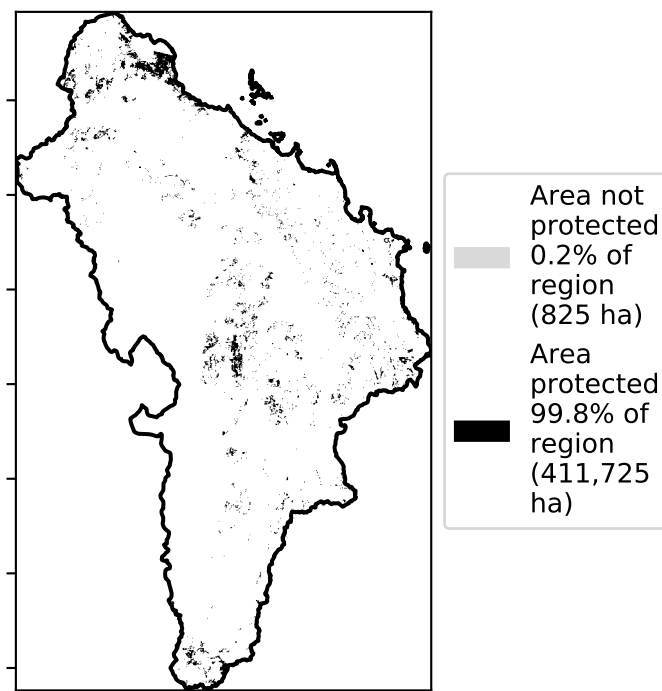 Area not
protected
0.2% of
region
(825 ha)
Area
protected
99.8% of
region
(411,725
ha)